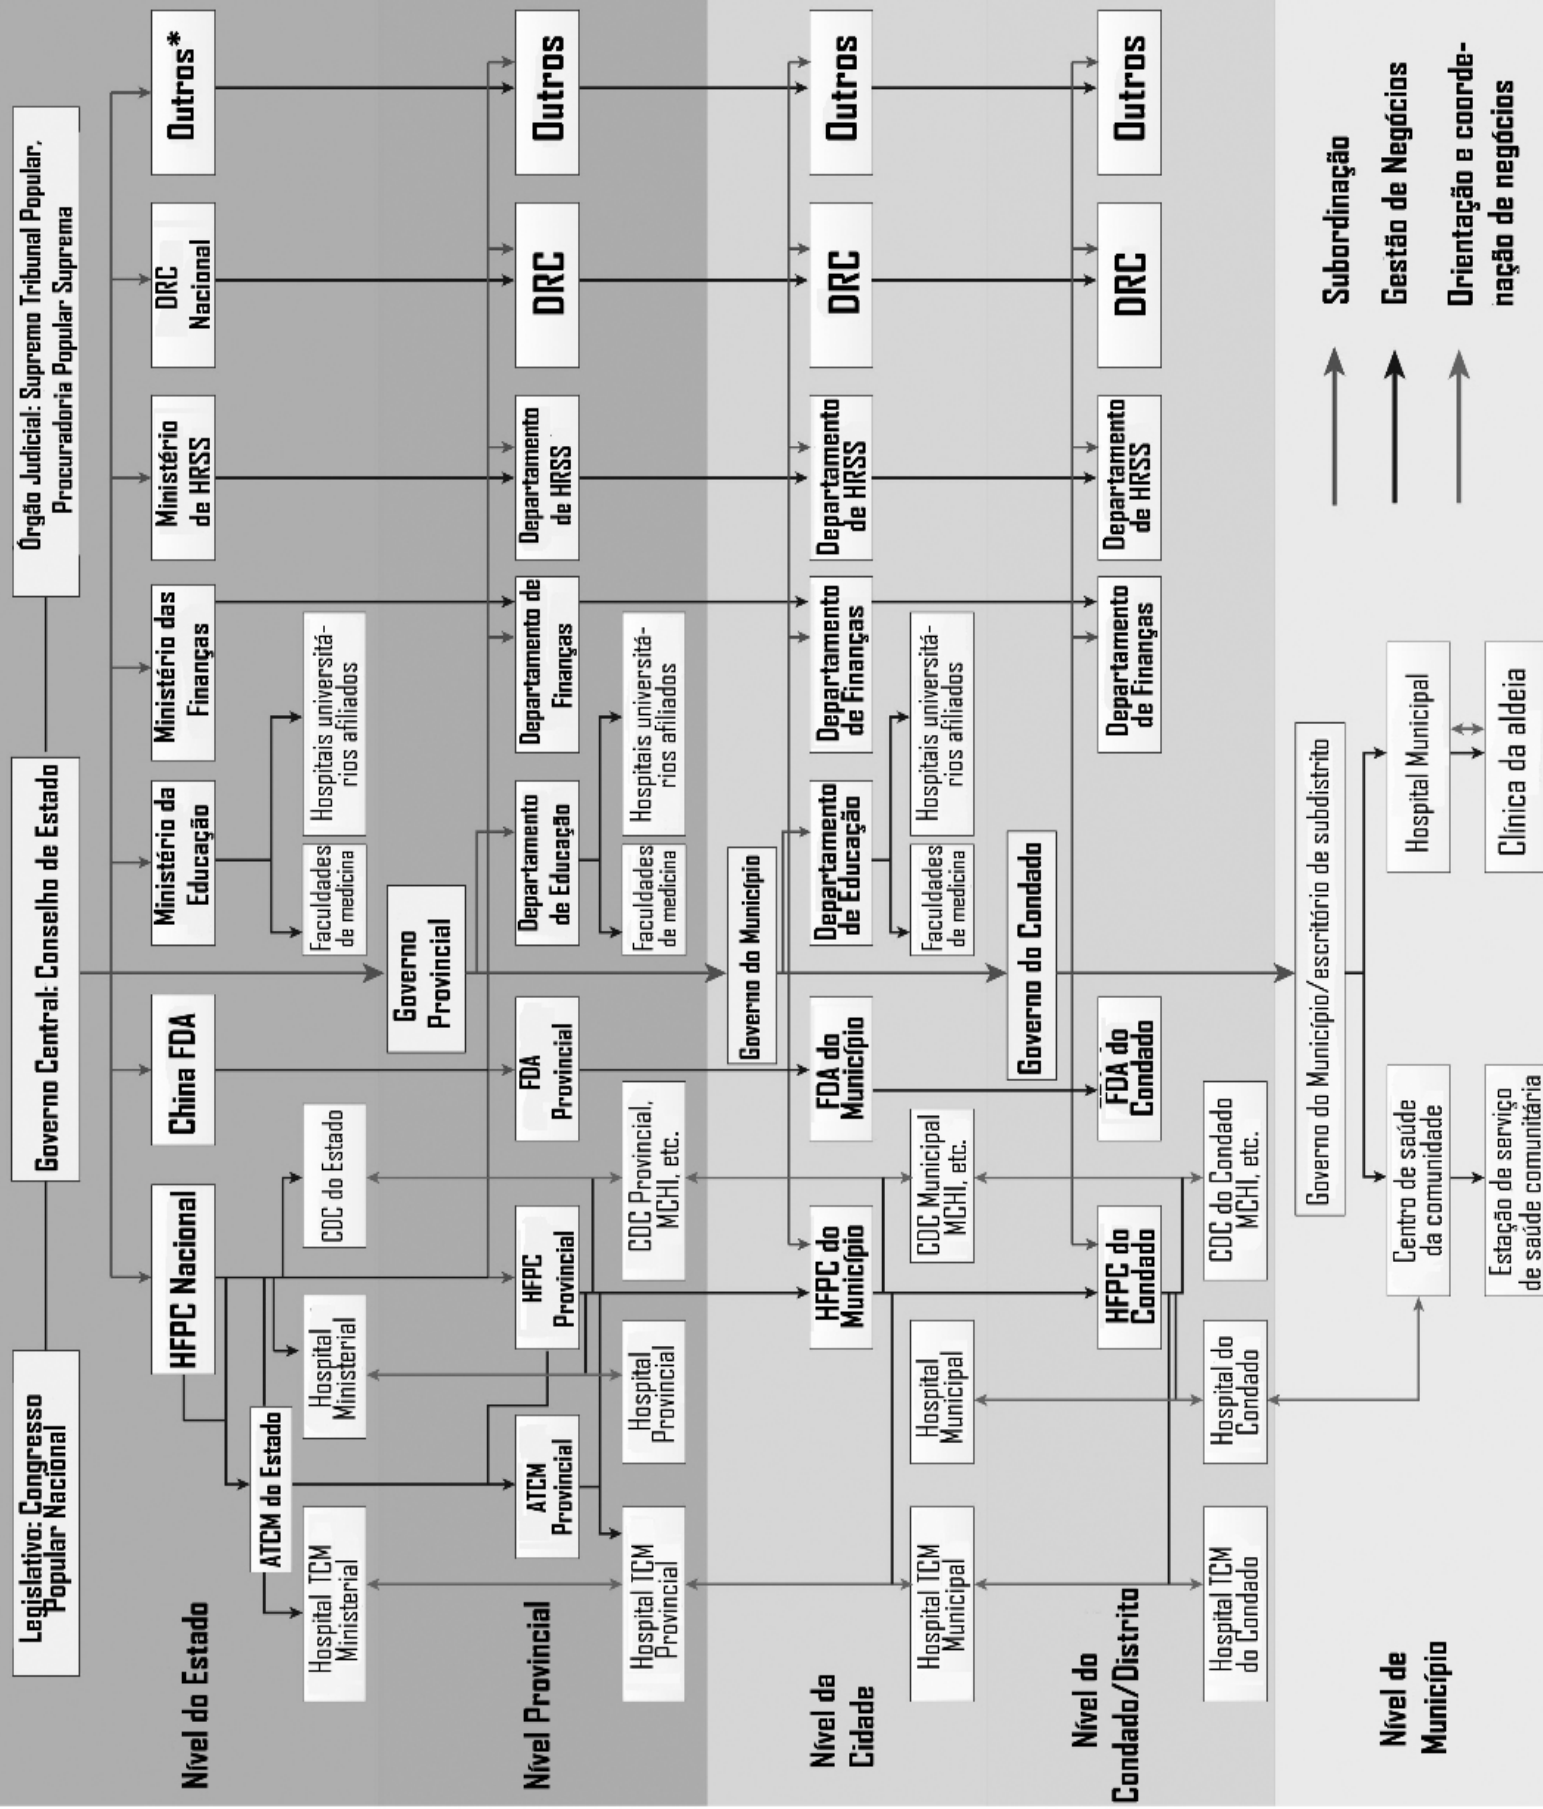 Legislativo: Congresso
Popular Nacional
Governo Central: Conselho de Estado
Órgão Judicial: Supremo Tribunal Popular,
Procuradoria Popular Suprema
Nível do Estado
HFPC Nacional
China FDA
Ministério da
Educação
Ministério das
Finanças
Ministério
de HRSS
DRC
Nacional
Outros*
ATCM do Estado
Hospital TCM
Ministerial
Hospital
Ministerial
CDC do Estado
Faculdades
de medicina
Hospitais universitá-
rios afiliados
Governo
Provincial
Nível Provincial
ATCM
Provincial
HFPC
Provincial
FDA
Provincial
Departamento
de Educação
Departamento de
Finanças
Departamento
de HRSS
DRC
Outros
Hospital TCM
Provincial
Hospital
Provincial
CDC Provincial,
MCHI, etc.
Faculdades
de medicina
Hospitais universitá-
rios afiliados
Governo do Município
Nível da
Cidade
HFPC do
Município
FDA do
Município
Departamento
de Educação
Departamento
de Finanças
Departamento
de HRSS
DRC
Outros
Hospital TCM
Municipal
Hospital
Municipal
CDC Municipal
MCHI, etc.
Faculdades
de medicina
Hospitais universitá-
rios afiliados
Governo do Condado
Nível do
Condado/Distrito
HFPC do
Condado
FDA do
Condado
Departamento
de Finanças
Departamento
de HRSS
DRC
Outros
Hospital TCM
do Condado
Hospital do
Condado
CDC do Condado
MCHI, etc.
Governo do Município/escritório de subdistrito
Nível de
Município
Centro de saúde
da comunidade
Hospital Municipal
Estação de serviço
de saúde comunitária
Clínica da aldeia
Subordinação
Gestão de Negócios
Orientação e coorde-
nação de negócios